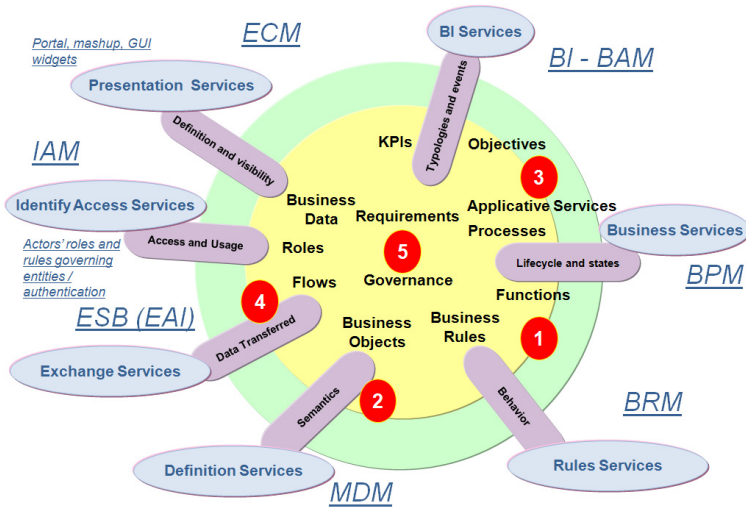 ECM
BI Services
Portal, mashup, GUI
widgets
BI - BAM
Presentation Services
Typologies and events
Definition and visibility
KPIs
Objectives
IAM
3
Identify Access Services
Business
Data
Requirements
Applicative Services
Processes
Business Services
Actors' roles and
rules governing
entities /
authentication
Access and Usage
Roles
5
Lifecycle and states
BPM
Flows
Governance
4
Functions
ESB (EAI)
Data Transferred
Business
Objects
Business
Rules
1
Exchange Services
Semantics
2
Behavior
BRM
Definition Services
Rules Services
MDM